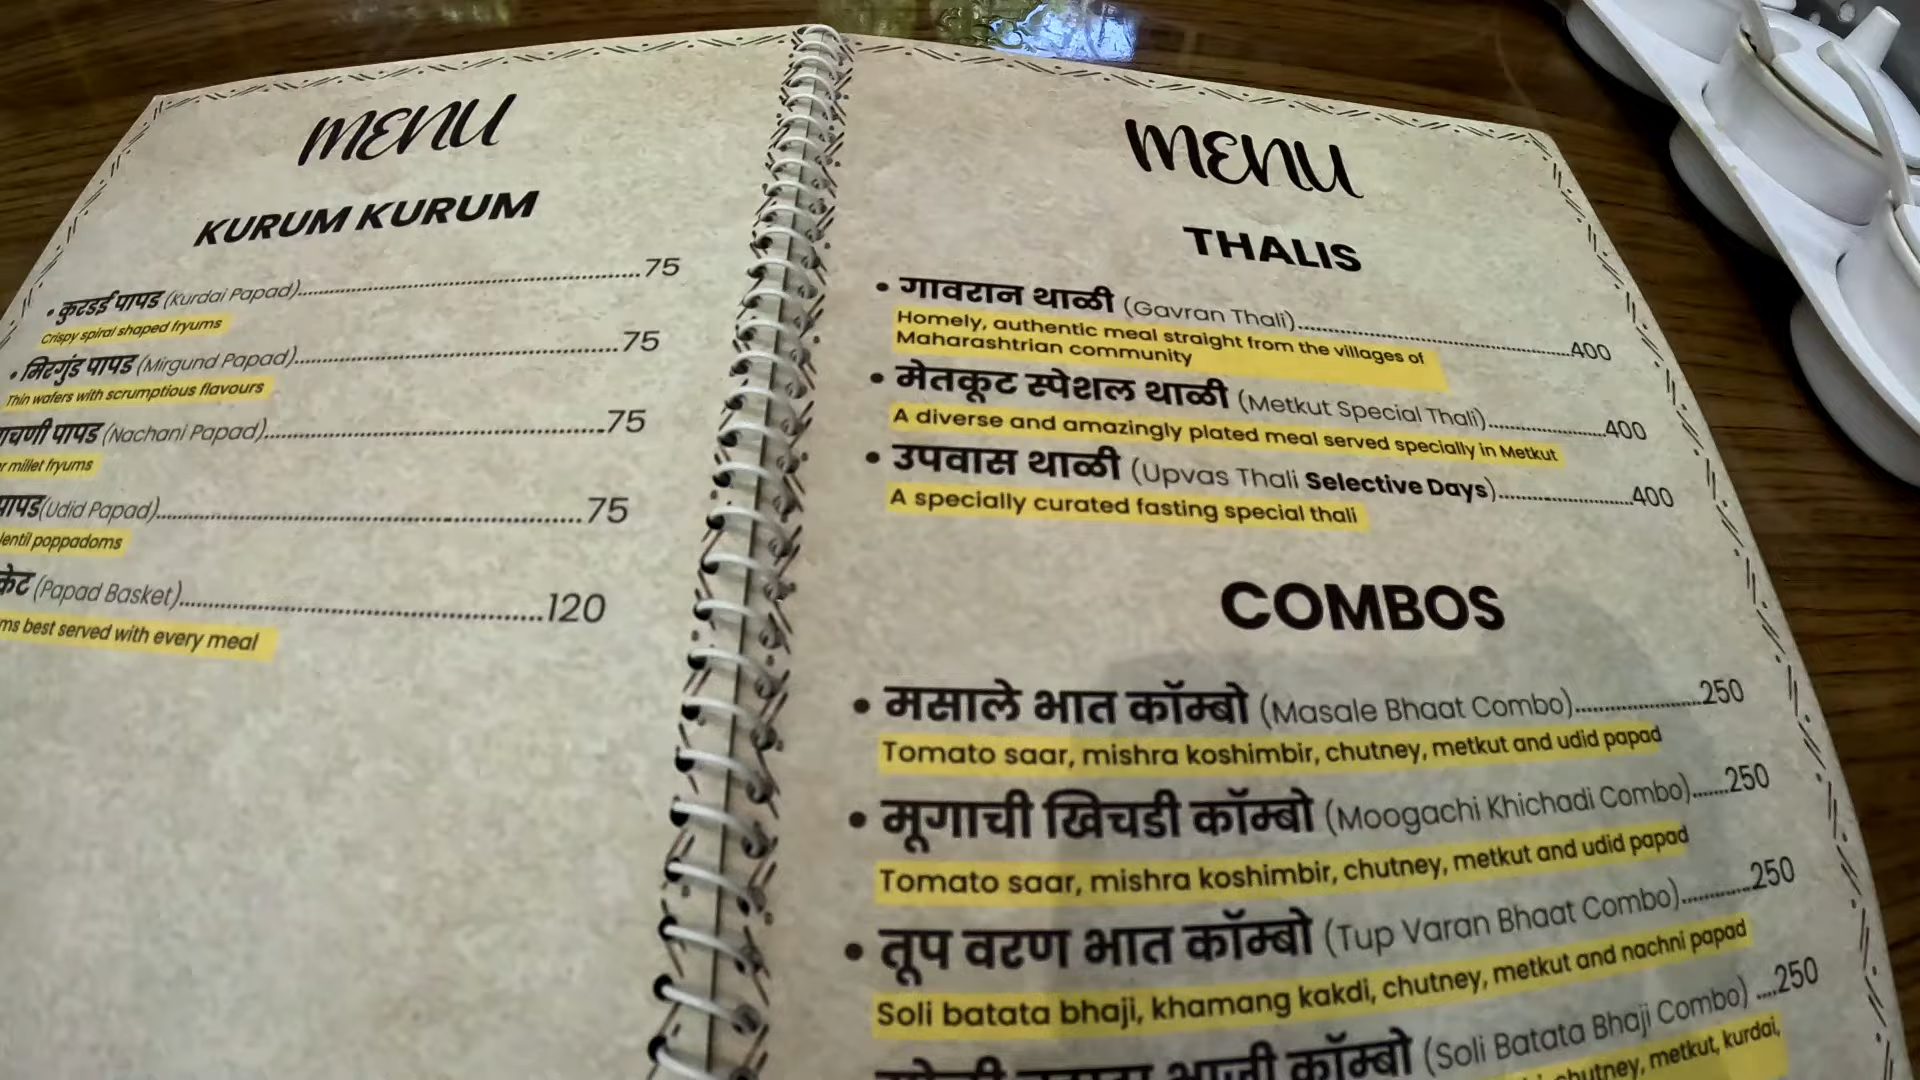 MENU
KURUM KURUM
• कुरडई पापड (Kurdai Papad)..........75
Crispy spiral shaped fryums
• मिरगुंड पापड (Mirgund Papad)..........75
Thin wafers with scrumptious flavours
पापड (Nachani Papad)..........75
millet fryums
पापड(Udid Papad)..........75
lentil poppadoms
(Papad Basket)..........120
best served with every meal
MENU
THALIS
• गावरान थाळी (Gavran Thali)..........400
Homely, authentic meal straight from the villages of
Maharashtrian community
• मेतकूट स्पेशल थाळी (Metkut Special Thali)..........400
A diverse and amazingly plated meal served specially in Metkut
• उपवास थाळी (Upvas Thali Selective Days)..........400
A specially curated fasting special thali
COMBOS
• मसाले भात कॉम्बो (Masale Bhaat Combo)..........250
Tomato saar, mishra koshimbir, chutney, metkut and udid papad
• मूगाची खिचडी कॉम्बो (Moogachi Khichadi Combo).......250
Tomato saar, mishra koshimbir, chutney, metkut and udid papad
• तूप वरण भात कॉम्बो (Tup Varan Bhaat Combo)..........250
Soli batata bhaji, khamang kakdi, chutney, metkut and nachni papad
भाजी कॉम्बो (Soli Batata Bhaji Combo) ....250
chutney, metkut, kurdai,